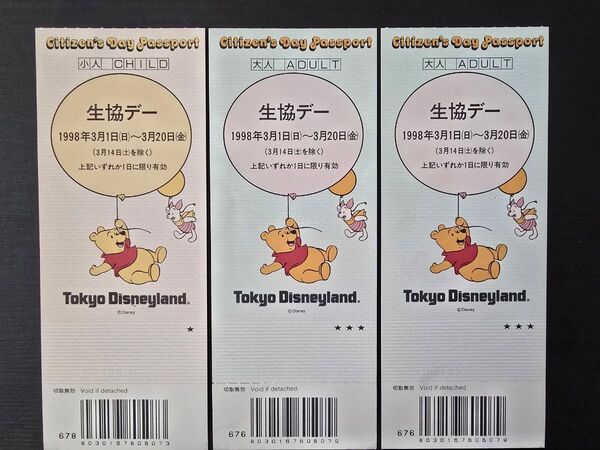 Citizen's Day Passport
小人 CHILD
生協デー
1998年3月1日(日)〜3月20日(金)
(3月14日(土)を除く)
上記いずれか1日に限り有効
Tokyo Disneyland®
©Disney
★
切取無効 Void if detached
678
8030167806073
Citizen's Day Passport
大人 ADULT
生協デー
1998年3月1日(日)〜3月20日(金)
(3月14日(土)を除く)
上記いずれか1日に限り有効
Tokyo Disneyland®
©Disney
★★★
切取無効 Void if detached
676
8030157605079
Citizen's Day Passport
大人 ADULT
生協デー
1998年3月1日(日)〜3月20日(金)
(3月14日(土)を除く)
上記いずれか1日に限り有効
Tokyo Disneyland®
©Disney
★★★
切取無効 Void if detached
676
8030157605079